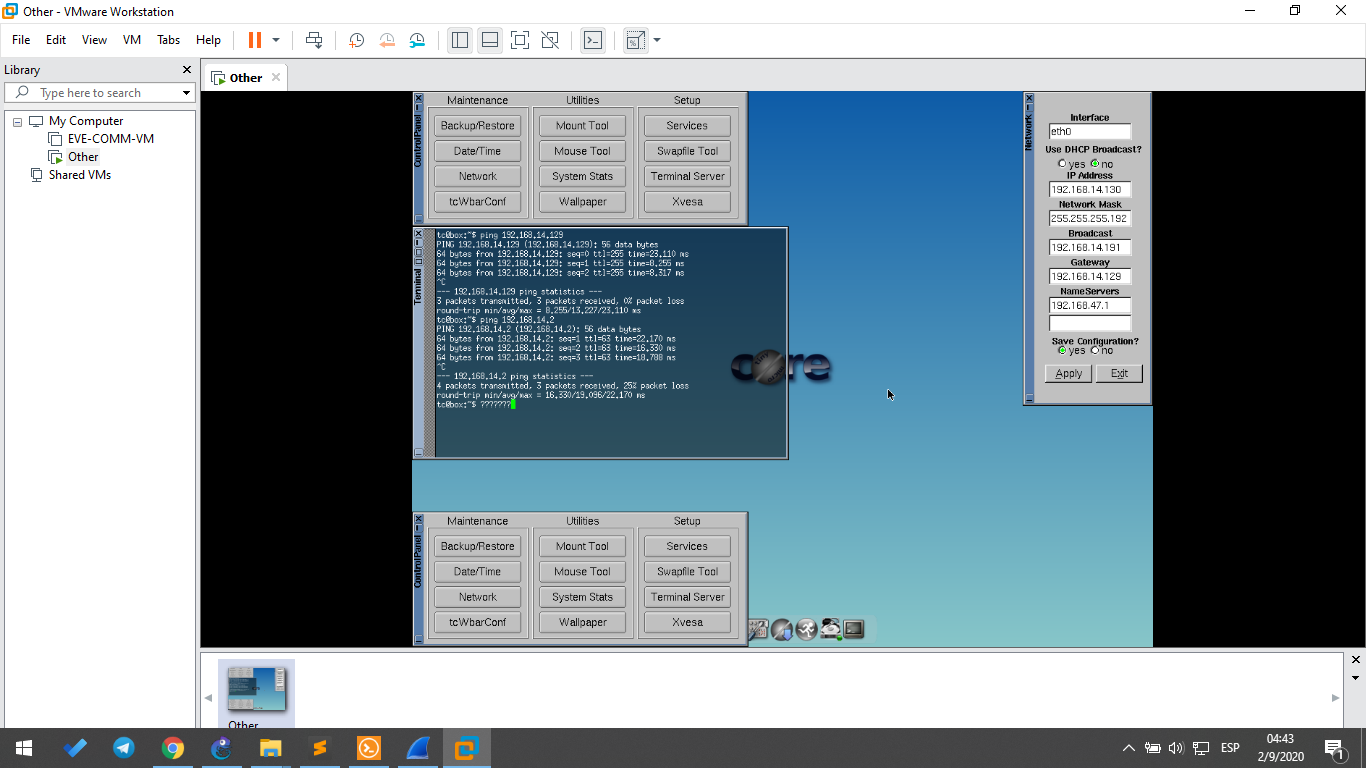 Other - VMware Workstation
File Edit View VM Tabs Help
Library
Type here to search
My Computer
EVE-COMM-VM
Other
Shared VMs
Other
ControlPanel
Maintenance Utilities Setup
Backup/Restore Mount Tool Services
Date/Time Mouse Tool Swapfile Tool
Network System Stats Terminal Server
tcWbarConf Wallpaper Xvesa
Terminal
tc@box:~$ ping 192.168.14.129
PING 192.168.14.129 (192.168.14.129): 56 data bytes
64 bytes from 192.168.14.129: seq=0 ttl=255 time=23.110 ms
64 bytes from 192.168.14.129: seq=1 ttl=255 time=8.255 ms
64 bytes from 192.168.14.129: seq=2 ttl=255 time=8.317 ms
^C
--- 192.168.14.129 ping statistics ---
3 packets transmitted, 3 packets received, 0% packet loss
round-trip min/avg/max = 8.255/13.227/23.110 ms
tc@box:~$ ping 192.168.14.2
PING 192.168.14.2 (192.168.14.2): 56 data bytes
64 bytes from 192.168.14.2: seq=1 ttl=63 time=22.170 ms
64 bytes from 192.168.14.2: seq=2 ttl=63 time=16.330 ms
64 bytes from 192.168.14.2: seq=3 ttl=63 time=18.788 ms
^C
--- 192.168.14.2 ping statistics ---
4 packets transmitted, 3 packets received, 25% packet loss
round-trip min/avg/max = 16.330/19.096/22.170 ms
tc@box:~$ ???????
core
Network
Interface
eth0
Use DHCP Broadcast?
yes no
IP Address
192.168.14.130
Network Mask
255.255.255.192
Broadcast
192.168.14.191
Gateway
192.168.14.129
NameServers
192.168.47.1
Save Configuration?
yes no
Apply Exit
ControlPanel
Maintenance Utilities Setup
Backup/Restore Mount Tool Services
Date/Time Mouse Tool Swapfile Tool
Network System Stats Terminal Server
tcWbarConf Wallpaper Xvesa
Other
ESP
04:43
2/9/2020
1